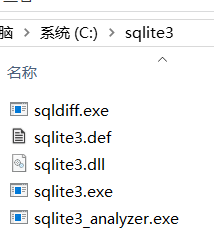 脑 › 系统 (C:) › sqlite3
名称
sqldiff.exe
sqlite3.def
sqlite3.dll
sqlite3.exe
sqlite3_analyzer.exe